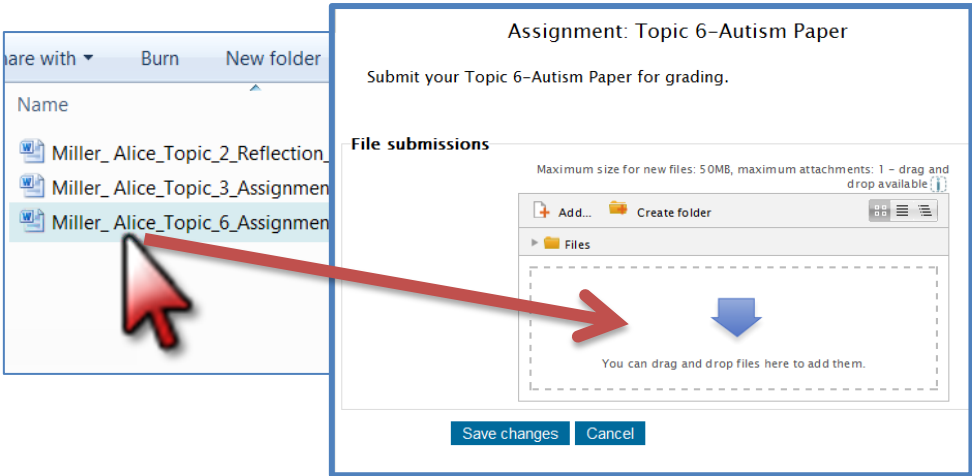 are with
Burn
New folder
Name
Miller_ Alice_Topic_2_Reflection_
Miller_ Alice_Topic_3_Assignmen
Miller_ Alice_Topic_6_Assignmen
Assignment: Topic 6-Autism Paper
Submit your Topic 6-Autism Paper for grading.
File submissions
Maximum size for new files: 50MB, maximum attachments: 1 - drag and
drop available
Add...
Create folder
Files
You can drag and drop files here to add them.
Save changes
Cancel